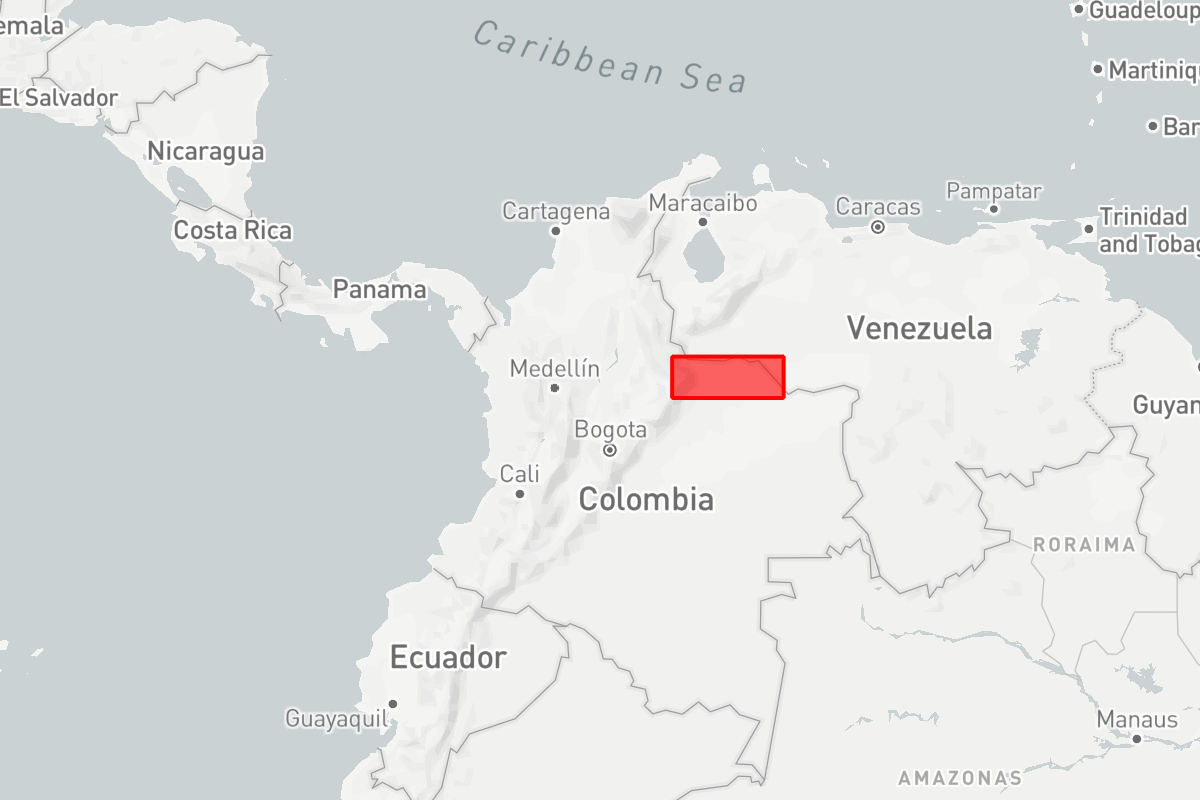 Guadeloup
emala
Caribbean Sea
Martiniqu
El Salvador
Bar
Nicaragua
Pampatar
Maracaibo
Cartagena
Caracas
Trinidad
and Tobag
Costa Rica
Panama
Venezuela
Medellín
Guyan
Bogota
Cali
Colombia
RORAIMA
Ecuador
Guayaquil
Manaus
AMAZONAS